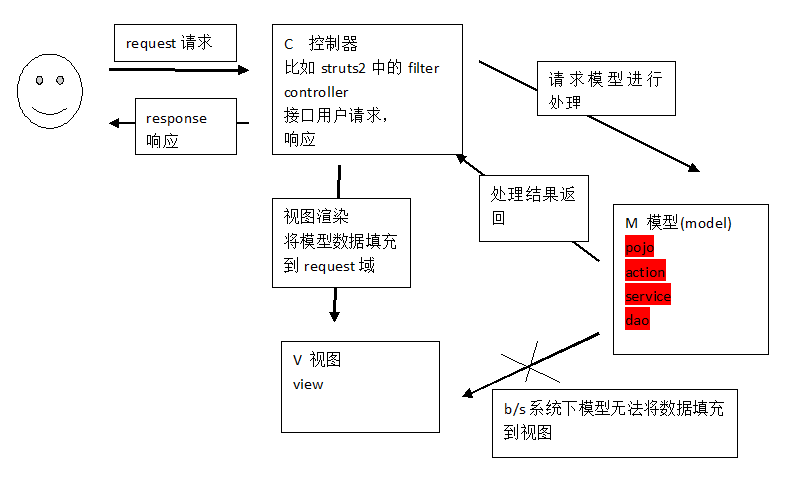 request 请求
response
响应
C 控制器
比如 struts2 中的 filter
controller
接口用户请求，
响应
请求模型进行
处理
处理结果返
回
M 模型(model)
pojo
action
service
dao
视图渲染
将模型数据填充
到 request 域
V 视图
view
b/s 系统下模型无法将数据填充
到视图